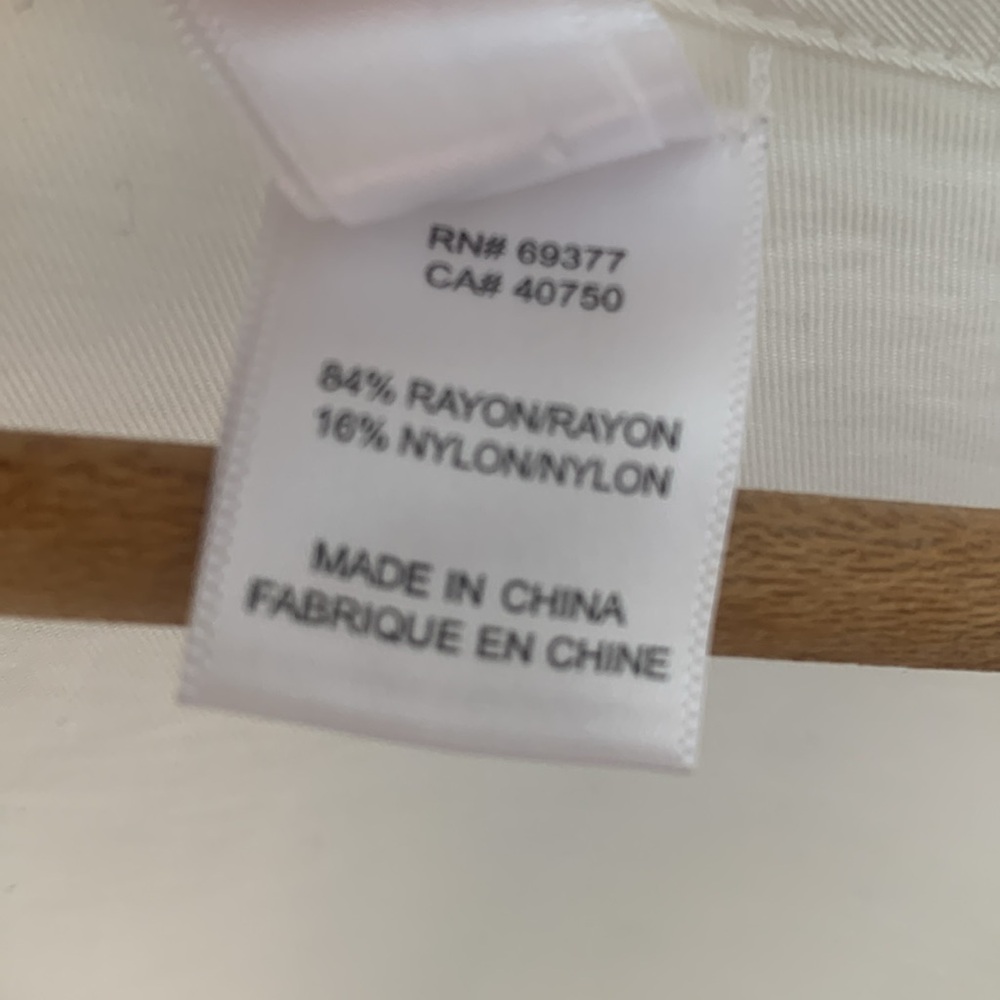 RN# 69377
CA# 40750
84% RAYON/RAYON
16% NYLON/NYLON
MADE IN CHINA
FABRIQUE EN CHINE